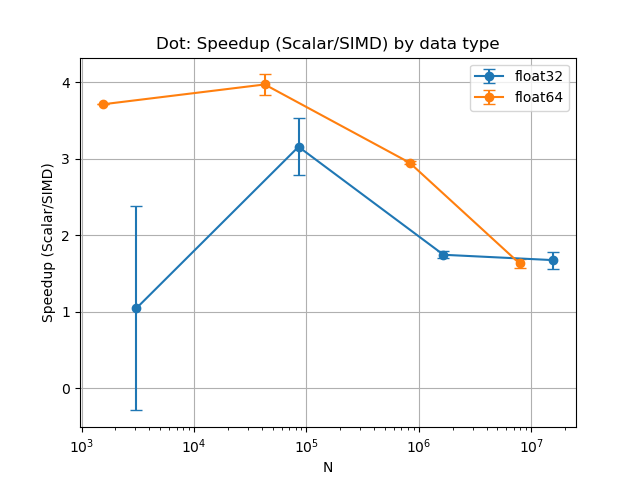 Dot: Speedup (Scalar/SIMD) by data type
float32
float64
Speedup (Scalar/SIMD)
4
3
2
1
0
10³ 10⁴ 10⁵ 10⁶ 10⁷
N